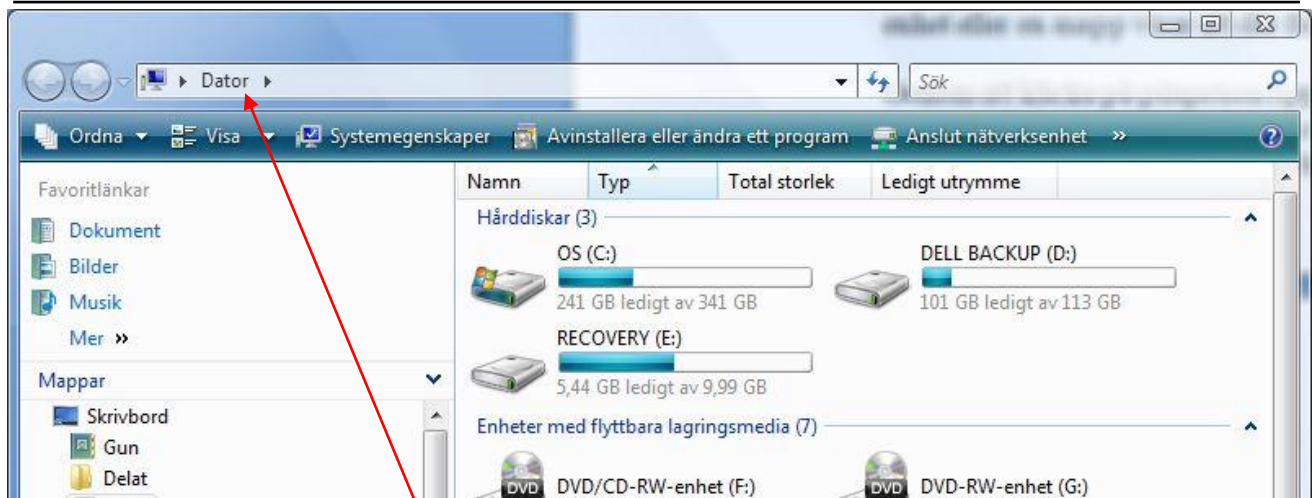 Dator
Sök
Ordna Visa Systemegenskaper Avinstallera eller ändra ett program Anslut nätverksenhet »
Favoritlänkar
Dokument
Bilder
Musik
Mer »
Mappar
Skrivbord
Gun
Delat
Namn Typ Total storlek Ledigt utrymme
Hårddiskar (3)
OS (C:)
241 GB ledigt av 341 GB
DELL BACKUP (D:)
101 GB ledigt av 113 GB
RECOVERY (E:)
5,44 GB ledigt av 9,99 GB
Enheter med flyttbara lagringsmedia (7)
DVD DVD/CD-RW-enhet (F:)
DVD DVD-RW-enhet (G:)